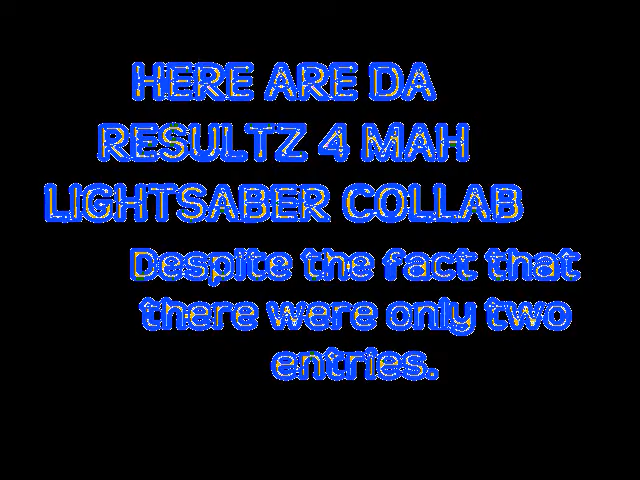 HERE ARE DA
RESULTZ 4 MAH
LIGHTSABER COLLAB
Despite the fact that
there were only two
entries.